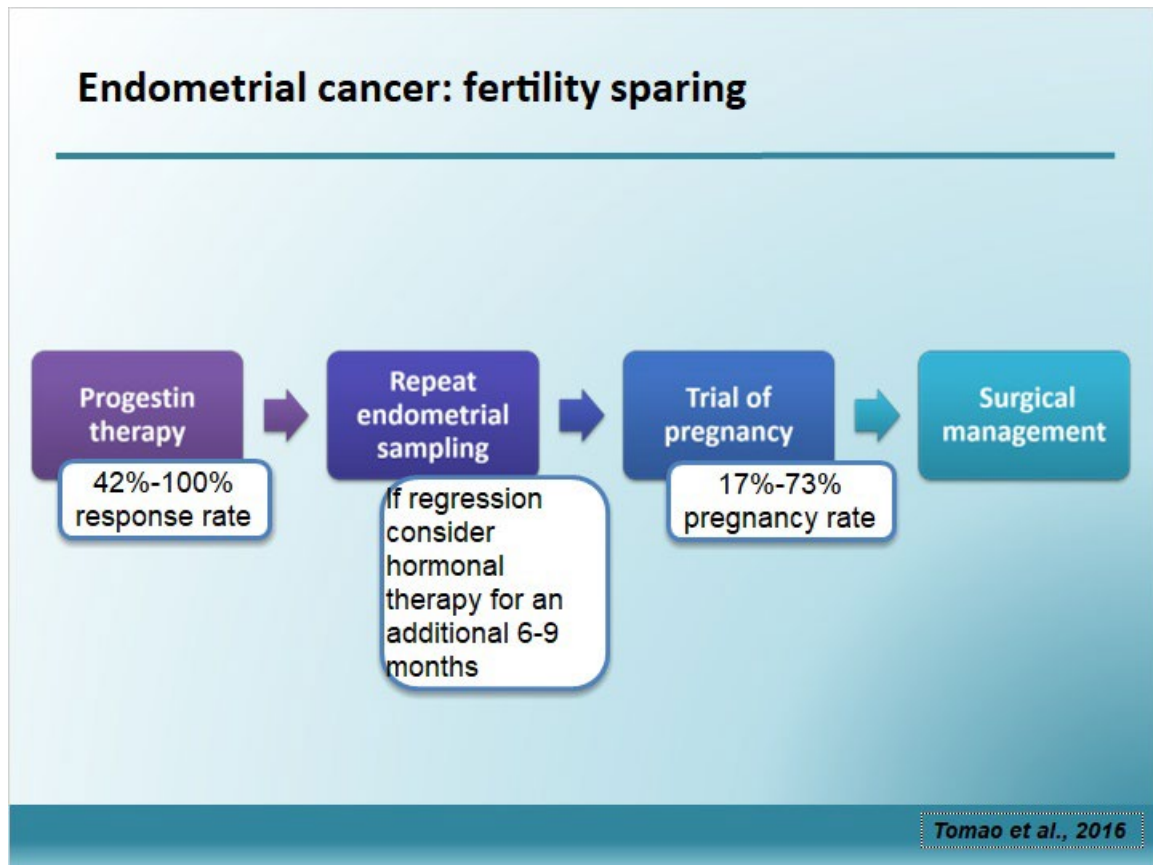 Endometrial cancer: fertility sparing
Progestin
therapy
42%-100%
response rate
Repeat
endometrial
sampling
If regression
consider
hormonal
therapy for an
additional 6-9
months
Trial of
pregnancy
17%-73%
pregnancy rate
Surgical
management
Tomao et al., 2016